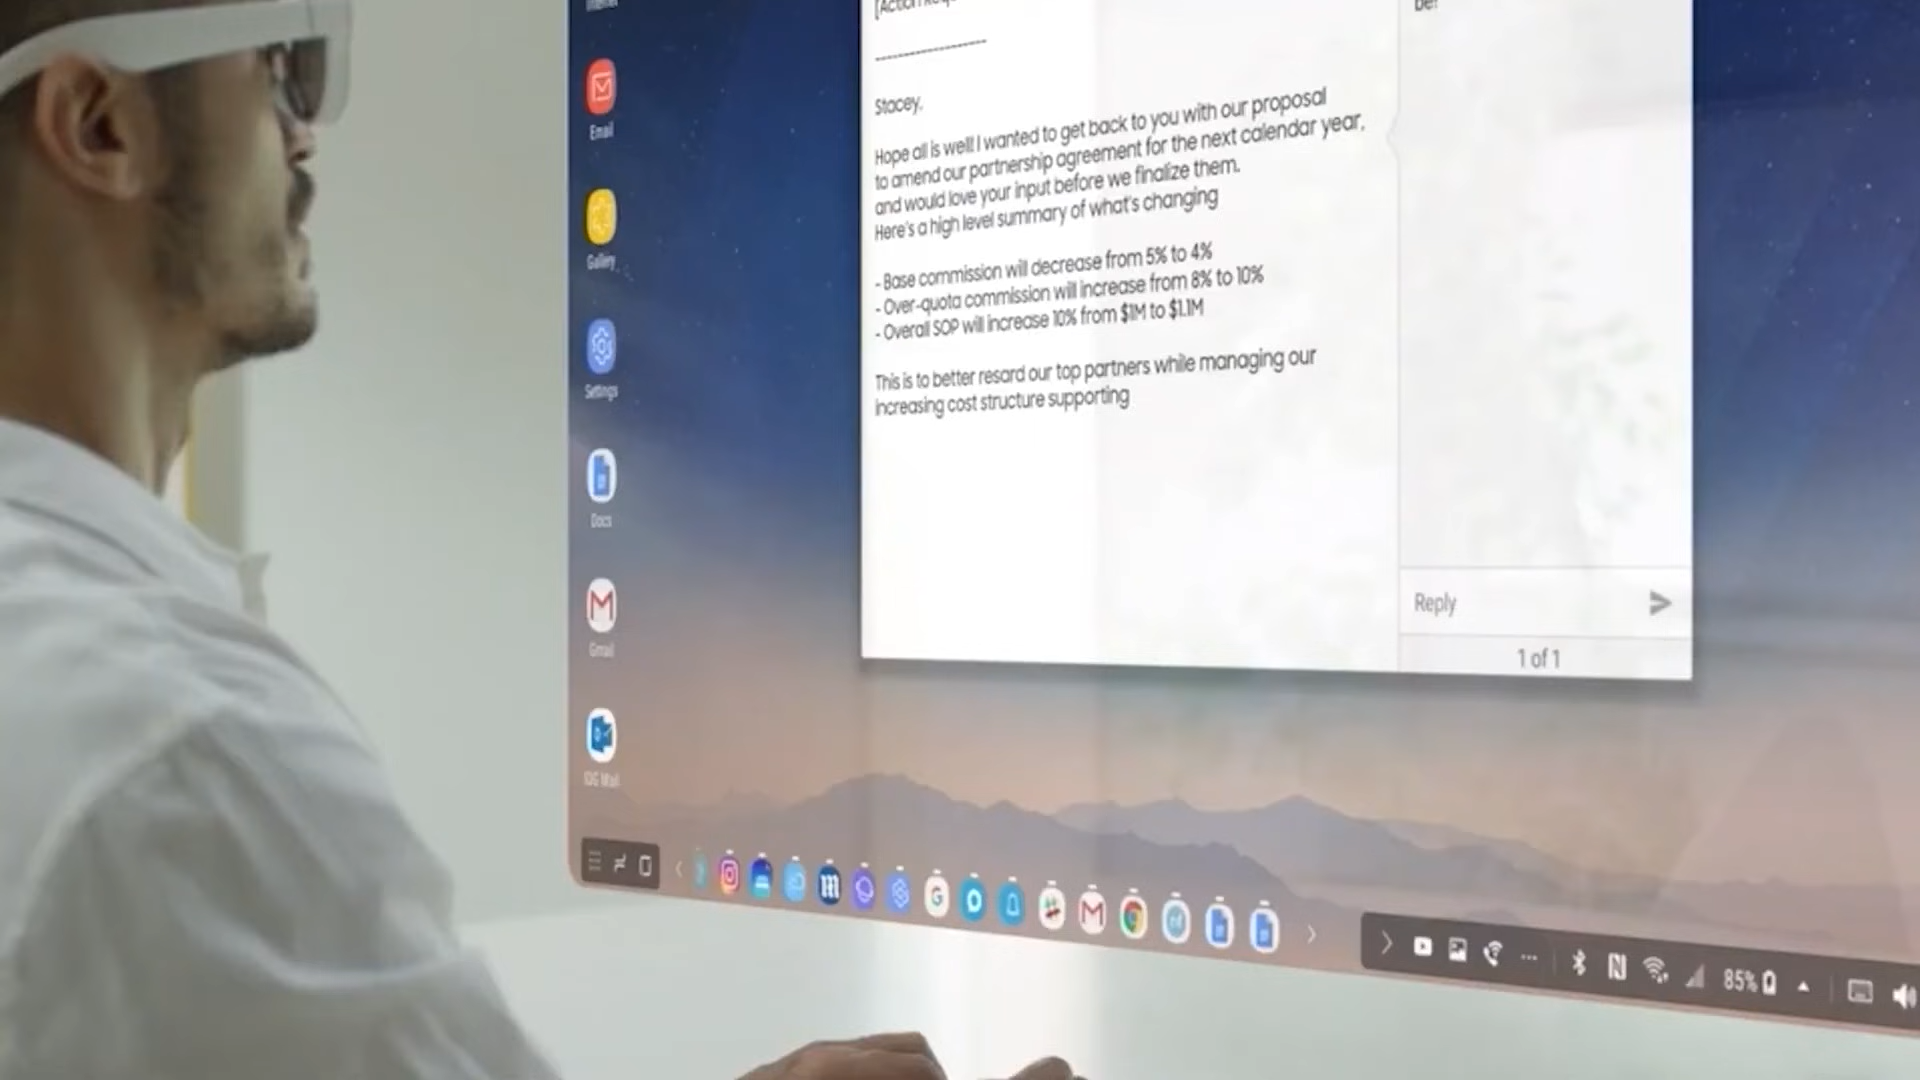 Internet
[Action
be!
--------------------
Stacey,
Hope all is well! I wanted to get back to you with our proposal
to amend our partnership agreement for the next calendar year,
and would love your input before we finalize them.
Here's a high level summary of what's changing
- Base commission will decrease from 5% to 4%
- Over-quota commission will increase from 8% to 10%
- Overall SOP will increase 10% from $1M to $1.1M
This is to better resard our top partners while managing our
increasing cost structure supporting
Email
Gallery
Settings
Docs
Gmail
Mail
Reply
1 of 1
85%